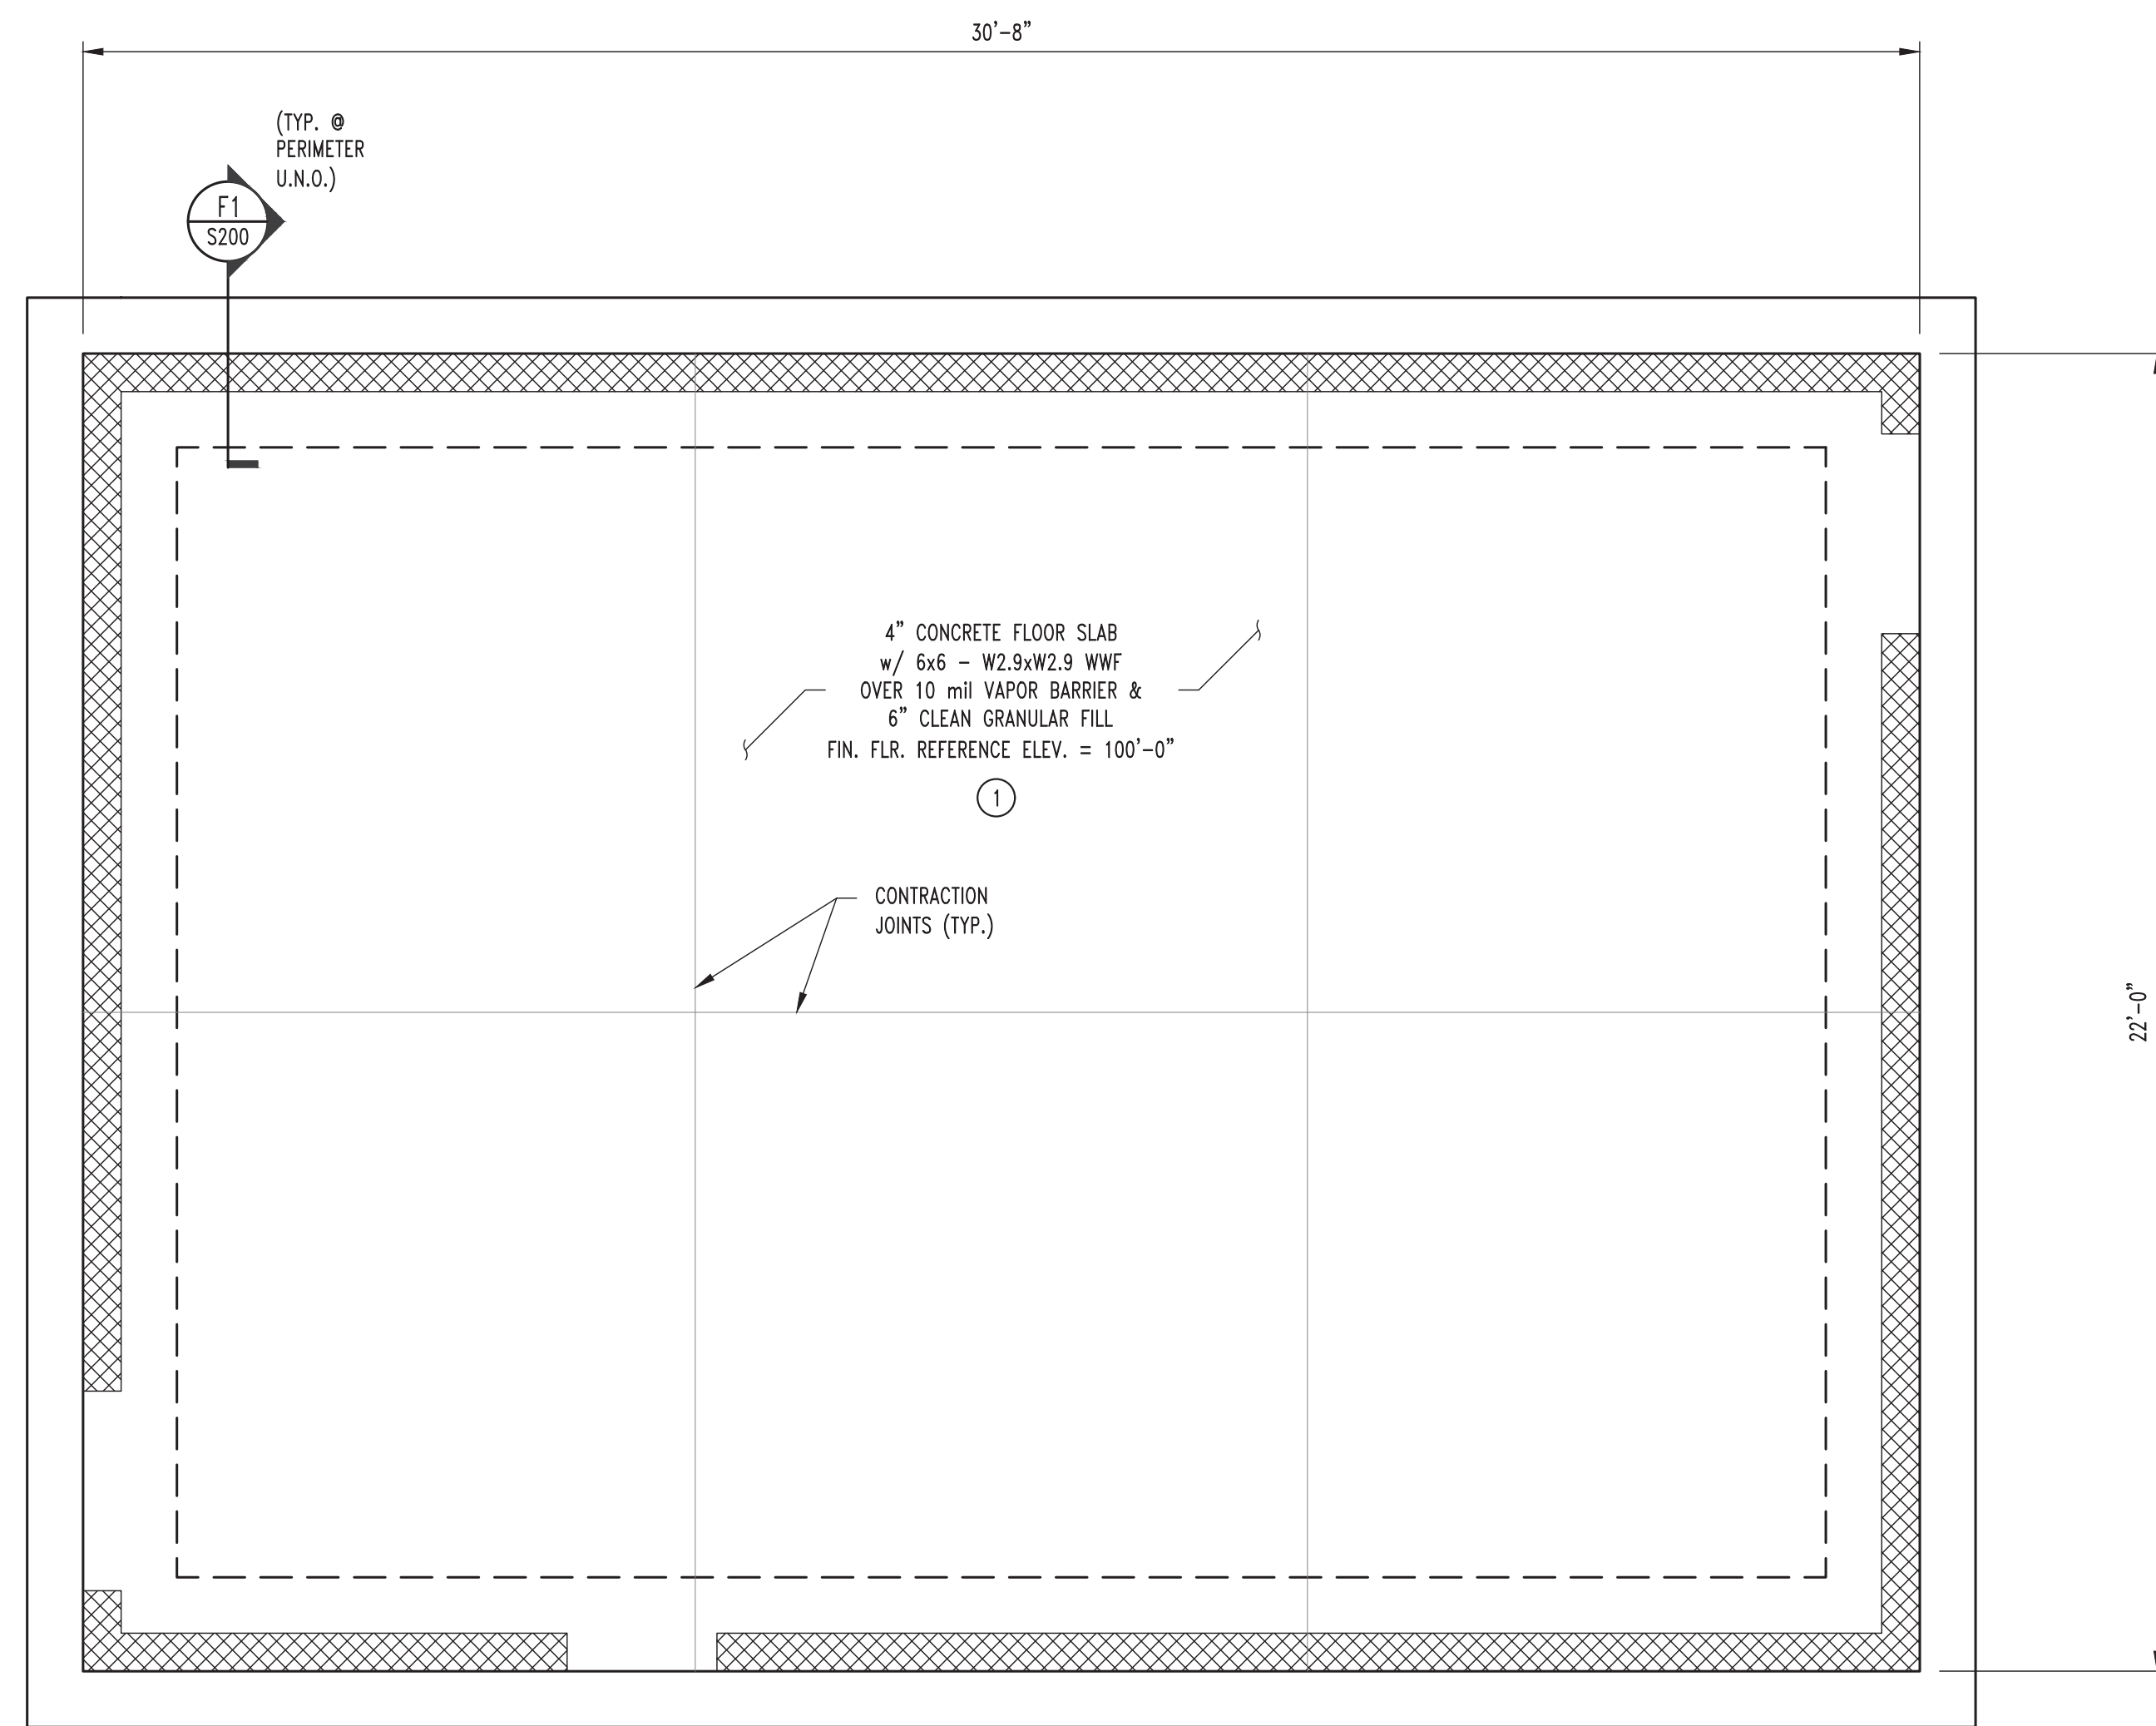 30'-8"
(TYP. @
PERIMETER
U.N.O.)
F1
S200
4" CONCRETE FLOOR SLAB
w/ 6x6 - W2.9xW2.9 WWF
OVER 10 mil VAPOR BARRIER &
6" CLEAN GRANULAR FILL
FIN. FLR. REFERENCE ELEV. = 100'-0"
1
CONTRACTION
JOINTS (TYP.)
22'-0"